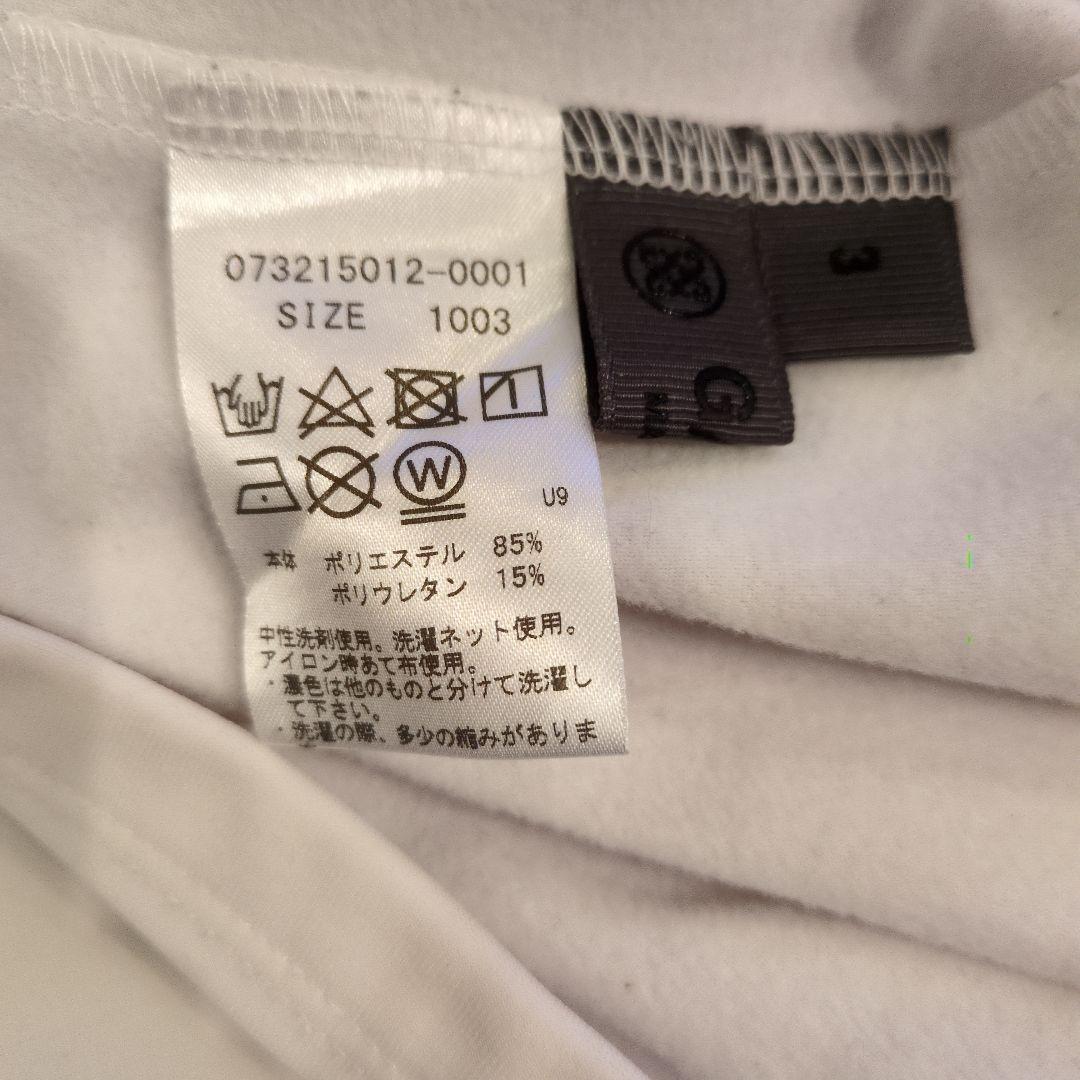 073215012-0001
SIZE 1003
W
U9
本体 ポリエステル 85%
ポリウレタン 15%
中性洗剤使用。洗濯ネット使用。
アイロン時あて布使用。
・濃色は他のものと分けて洗濯し
て下さい。
・洗濯の際、多少の縮みがありま
3
G